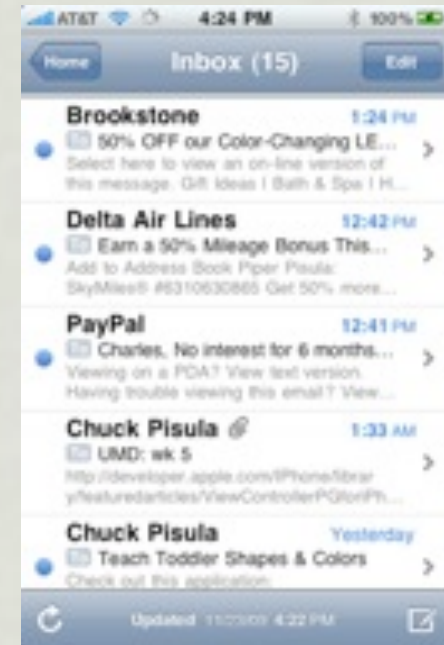 AT&T 4:24 PM 100%
Home Inbox (15) Edit
Brookstone 1:24 PM
50% OFF our Color-Changing LE...
Select here to view an on-line version of
this message. Gift Ideas | Bath & Spa | H...
Delta Air Lines 12:42 PM
Earn a 50% Mileage Bonus This...
Add to Address Book Piper Pisula:
SkyMiles® #6310630865 Get 50% more...
PayPal 12:41 PM
Charles, No interest for 6 months...
Viewing on a PDA? View text version.
Having trouble viewing this email? View...
Chuck Pisula 1:33 AM
UMD: wk 5
http://developer.apple.com/iPhone/librar
y/featuredarticles/ViewControllerPGforiPh...
Chuck Pisula Yesterday
Teach Toddler Shapes & Colors
Check out this application:
Updated 4:22 PM